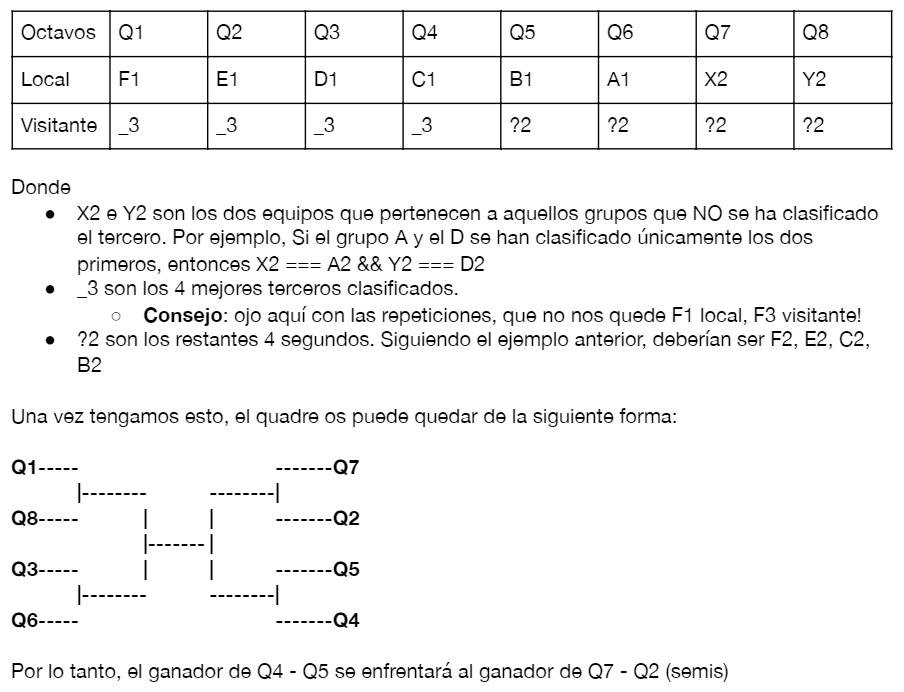 Octavos Q1 Q2 Q3 Q4 Q5 Q6 Q7 Q8
Local F1 E1 D1 C1 B1 A1 X2 Y2
Visitante _3 _3 _3 _3 ?2 ?2 ?2 ?2
Donde
● X2 e Y2 son los dos equipos que pertenecen a aquellos grupos que NO se ha clasificado
el tercero. Por ejemplo, Si el grupo A y el D se han clasificado únicamente los dos
primeros, entonces X2 === A2 && Y2 === D2
● _3 son los 4 mejores terceros clasificados.
○ Consejo: ojo aquí con las repeticiones, que no nos quede F1 local, F3 visitante!
● ?2 son los restantes 4 segundos. Siguiendo el ejemplo anterior, deberían ser F2, E2, C2,
B2
Una vez tengamos esto, el quadre os puede quedar de la siguiente forma:
Q1----- -------Q7
|-------- --------|
Q8----- | | -------Q2
|------- |
Q3----- | | -------Q5
|-------- --------|
Q6----- -------Q4
Por lo tanto, el ganador de Q4 - Q5 se enfrentará al ganador de Q7 - Q2 (semis)